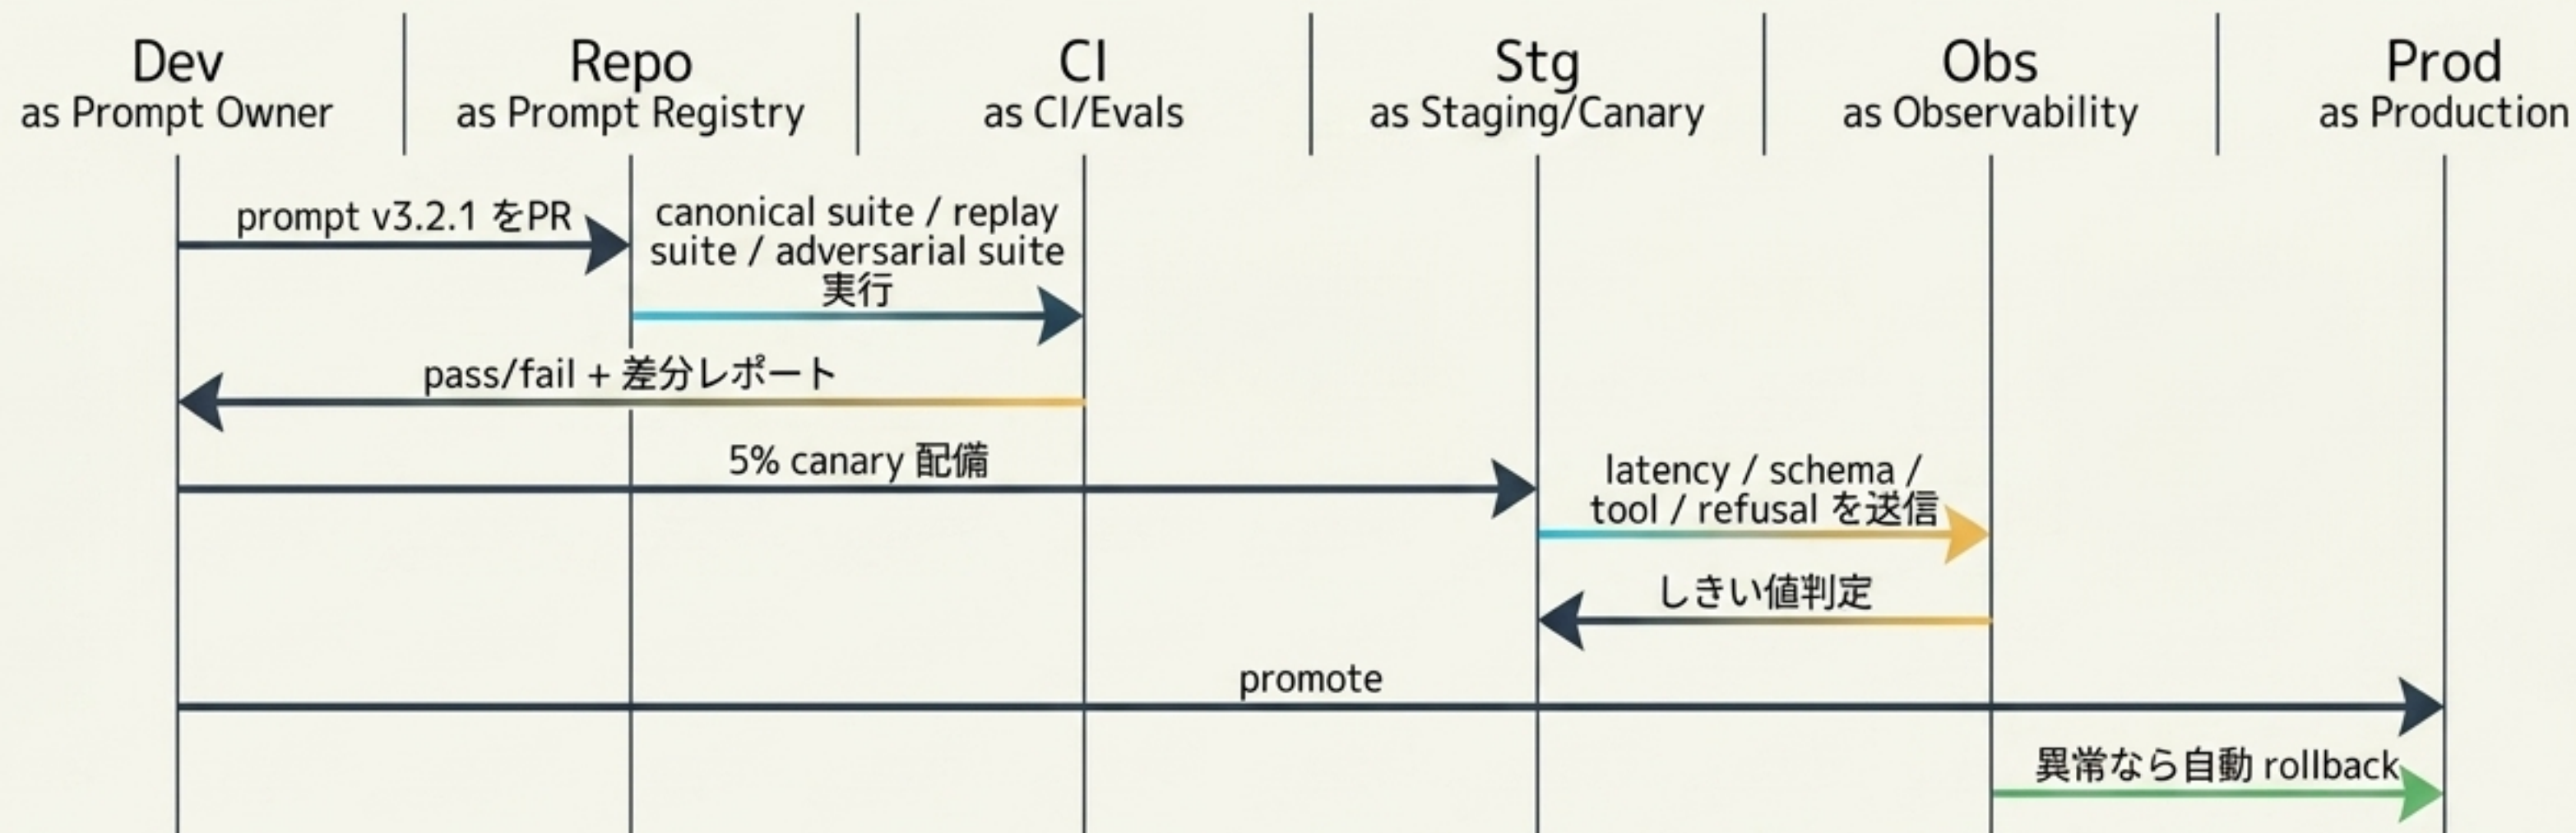 Dev
as Prompt Owner
Repo
as Prompt Registry
CI
as CI/Evals
Stg
as Staging/Canary
Obs
as Observability
Prod
as Production
prompt v3.2.1 をPR
canonical suite / replay
suite / adversarial suite
実行
pass/fail + 差分レポート
5% canary 配備
latency / schema /
tool / refusal を送信
しきい値判定
promote
異常なら自動 rollback